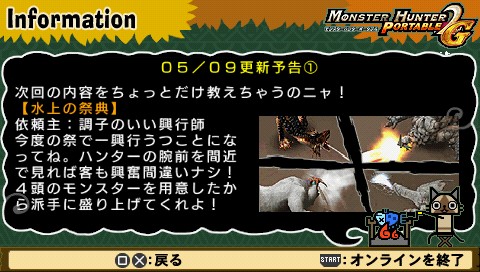 Information
MONSTER HUNTER
PORTABLE 2nd G
０５／０９更新予告①
次回の内容をちょっとだけ教えちゃうのニャ！
【水上の祭典】
依頼主：調子のいい興行師
今度の祭で一興行うつことにな
ってね。ハンターの腕前を間近
で見れば客も興奮間違いナシ！
４頭のモンスターを用意したか
ら派手に盛り上げてくれよ！
□×:戻る
START:オンラインを終了